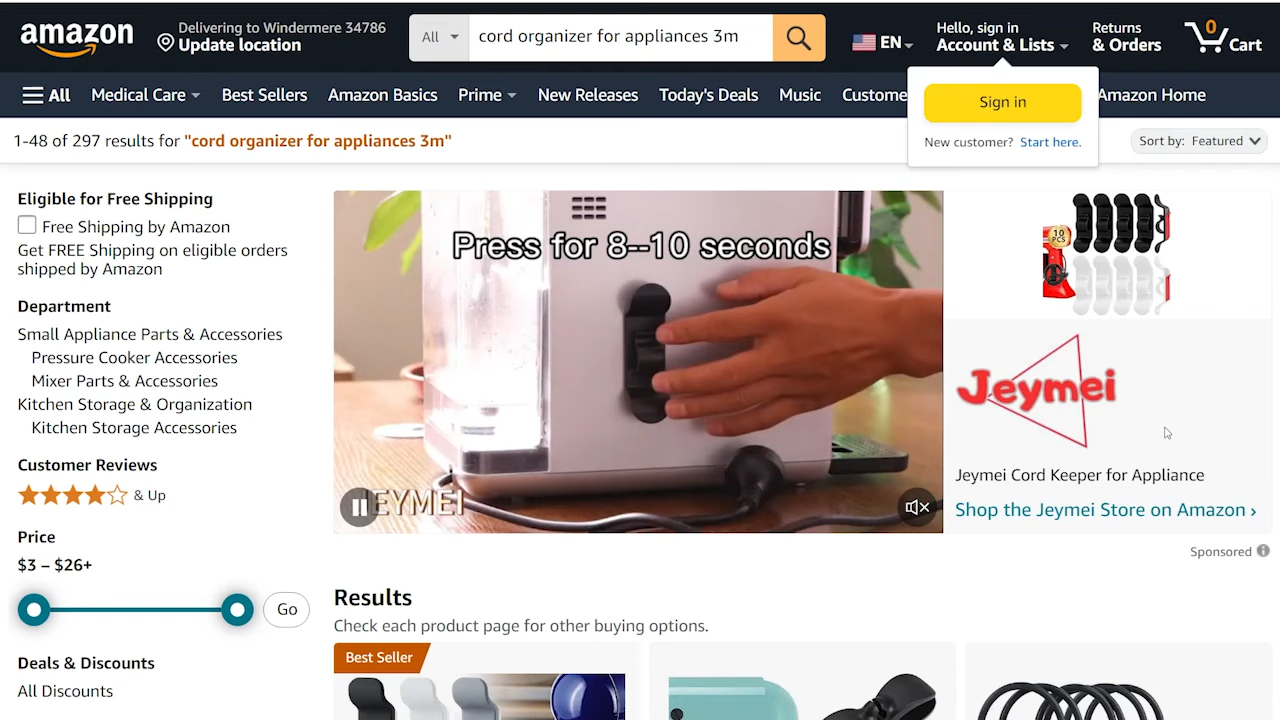 amazon
Delivering to Windermere 34786
Update location
All
cord organizer for appliances 3m
EN
Hello, sign in
Account & Lists
Returns
& Orders
0
Cart
All
Medical Care
Best Sellers
Amazon Basics
Prime
New Releases
Today's Deals
Music
Custome
Amazon Home
Sign in
New customer? Start here.
1-48 of 297 results for "cord organizer for appliances 3m"
Sort by: Featured
Eligible for Free Shipping
Free Shipping by Amazon
Get FREE Shipping on eligible orders
shipped by Amazon
Department
Small Appliance Parts & Accessories
Pressure Cooker Accessories
Mixer Parts & Accessories
Kitchen Storage & Organization
Kitchen Storage Accessories
Customer Reviews
& Up
Price
$3 – $26+
Go
Deals & Discounts
All Discounts
Press for 8--10 seconds
EYMEI
10
PCS
Jeymei
Jeymei Cord Keeper for Appliance
Shop the Jeymei Store on Amazon ›
Sponsored
Results
Check each product page for other buying options.
Best Seller